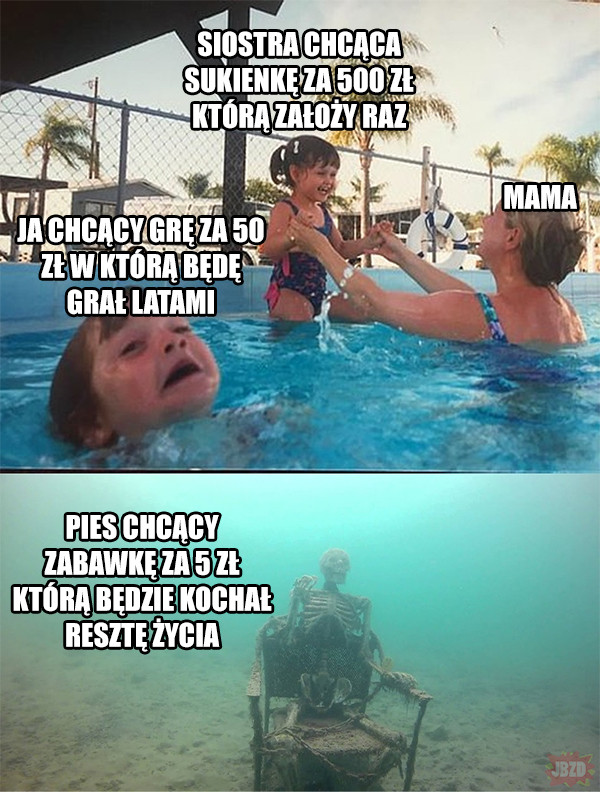 SIOSTRA CHCĄCA
SUKIENKĘ ZA 500 ZŁ
KTÓRĄ ZAŁOŻY RAZ
MAMA
JA CHCĄCY GRĘ ZA 50
ZŁ W KTÓRĄ BĘDĘ
GRAŁ LATAMI
PIES CHCĄCY
ZABAWKĘ ZA 5 ZŁ
KTÓRĄ BĘDZIE KOCHAŁ
RESZTĘ ŻYCIA
JBZD